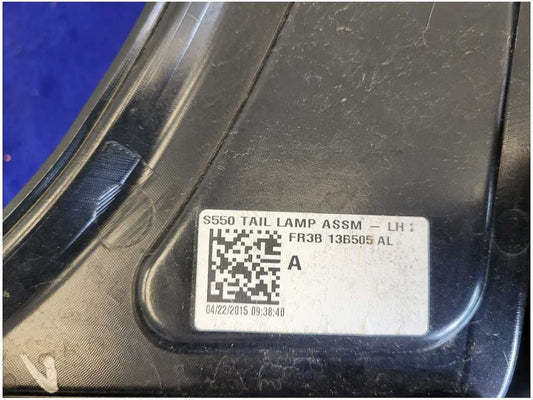 S550 TAIL LAMP ASSM - LH
FR3B 13B505 AL
A
04/22/2015 09:38:40
V